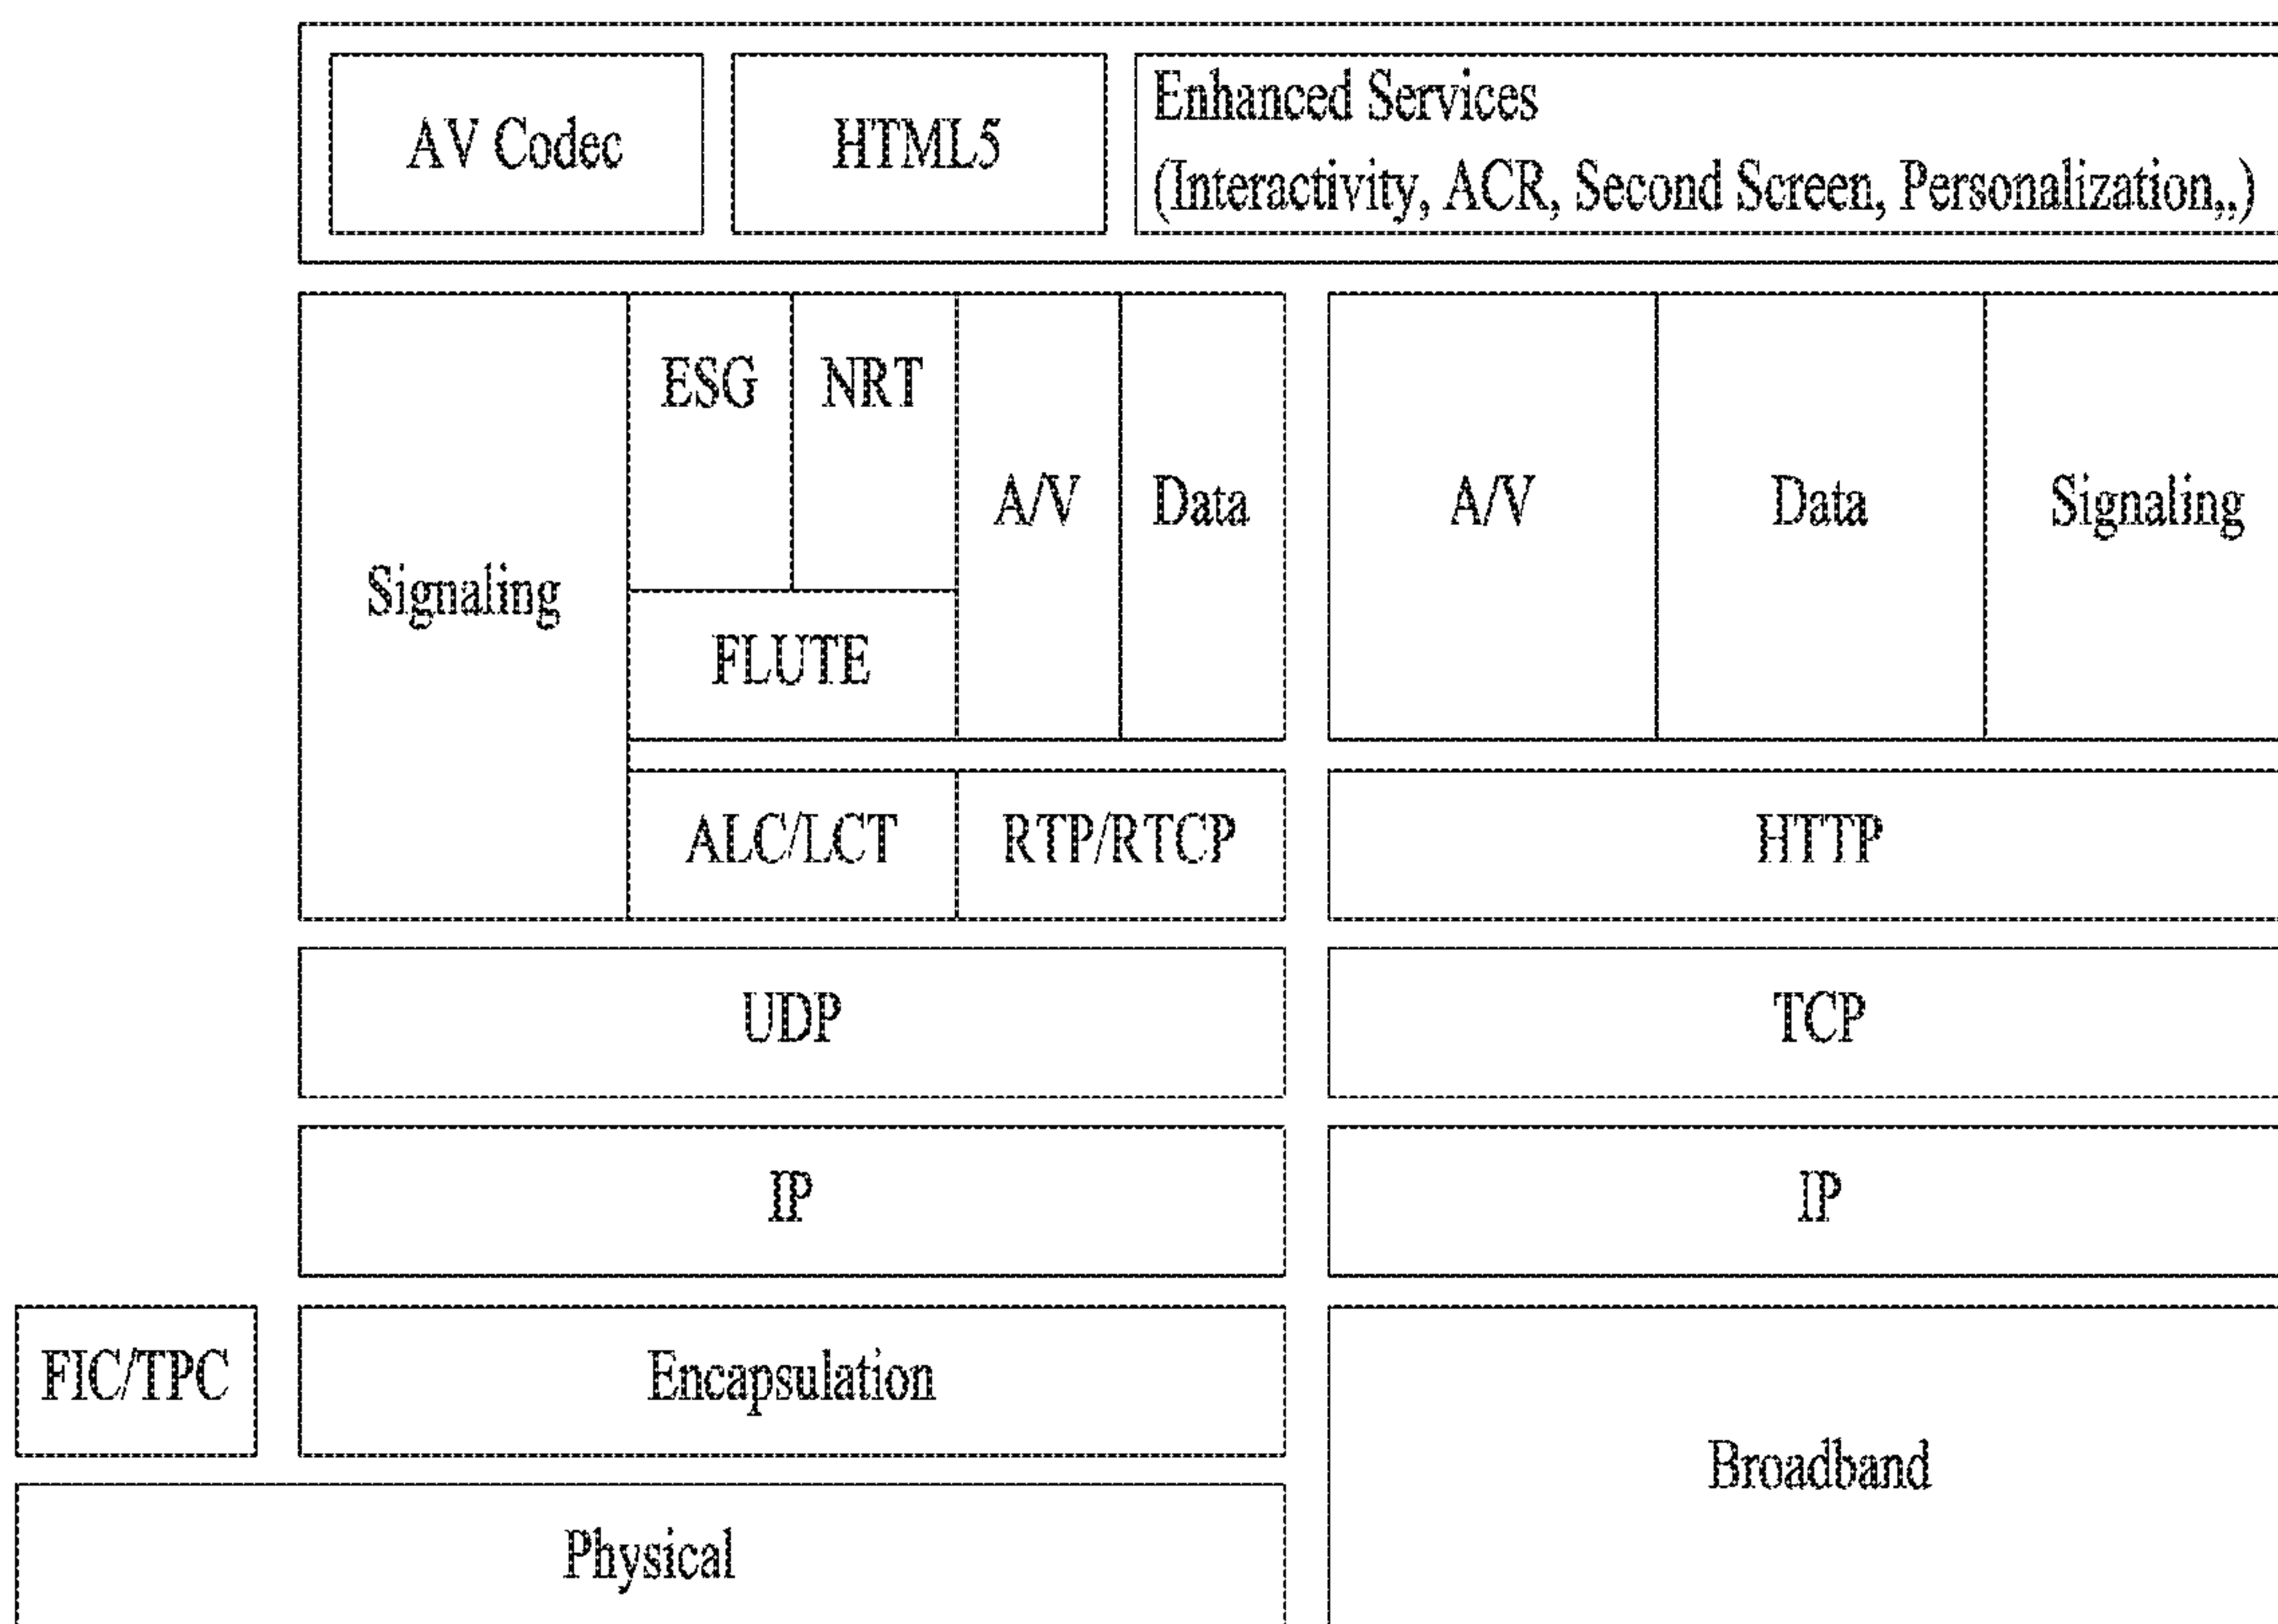 AV Codec
HTML5
Enhanced Services
(Interactivity, ACR, Second Screen, Personalization,,)
Signaling
ESG
NRT
FLUTE
A/V
Data
ALC/LCT
RTP/RTCP
A/V
Data
Signaling
HTTP
UDP
TCP
IP
IP
FIC/TPC
Encapsulation
Broadband
Physical